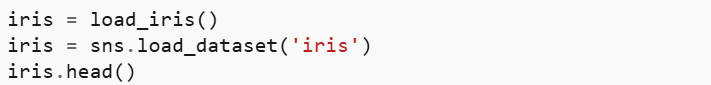 iris = load_iris()
iris = sns.load_dataset('iris')
iris.head()